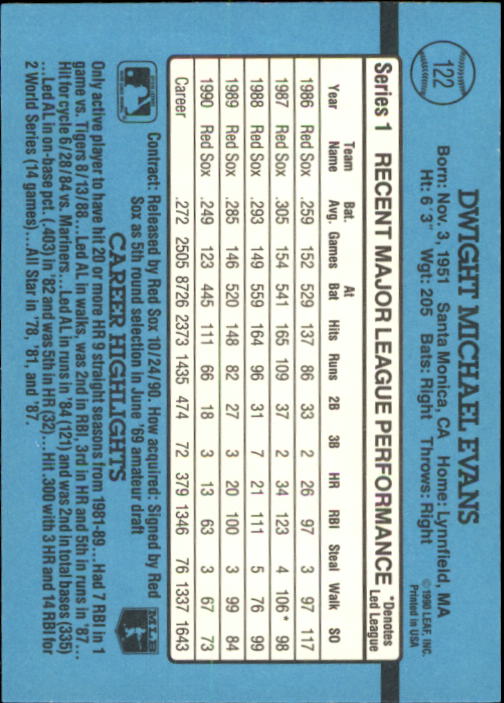 122
DWIGHT MICHAEL EVANS
Born: Nov. 3, 1951 Santa Monica, CA Home: Lynnfield, MA
Ht: 6' 3" Wgt: 205 Bats: Right Throws: Right
© 1990 LEAF, INC.
Printed in USA
Series 1 RECENT MAJOR LEAGUE PERFORMANCE *Denotes Led League
Year Team Name Bat. Avg. Games At Bat Hits Runs 2B 3B HR RBI Steal Walk SO
1986 Red Sox .259 152 529 137 86 33 2 26 97 3 97 117
1987 Red Sox .305 154 541 165 109 37 2 34 123 4 106* 98
1988 Red Sox .293 149 559 164 96 31 7 21 111 5 76 99
1989 Red Sox .285 146 520 148 82 27 3 20 100 3 99 84
1990 Red Sox .249 123 445 111 66 18 3 13 63 3 67 73
Career .272 2505 8726 2373 1435 474 72 379 1346 76 1337 1643
Contract: Released by Red Sox 10/24/90. How acquired: Signed by Red
Sox as 5th round selection in June '69 amateur draft
MLB
CAREER HIGHLIGHTS
Only active player to have hit 20 or more HR 9 straight seasons from 1981-89...Had 7 RBI in 1
game vs. Tigers 8/13/88...Led AL in walks, was 2nd in RBI, 3rd in HR and 5th in runs in '87...
Hit for cycle 6/28/84 vs. Mariners...Led AL in runs in '84 (121) and was 2nd in total bases (335)
...Led AL in on-base pct. (.403) in '82 and was 5th in HR (32)...Hit .300 with 3 HR and 14 RBI for
2 World Series (14 games)...All Star in '78, '81, and '87.